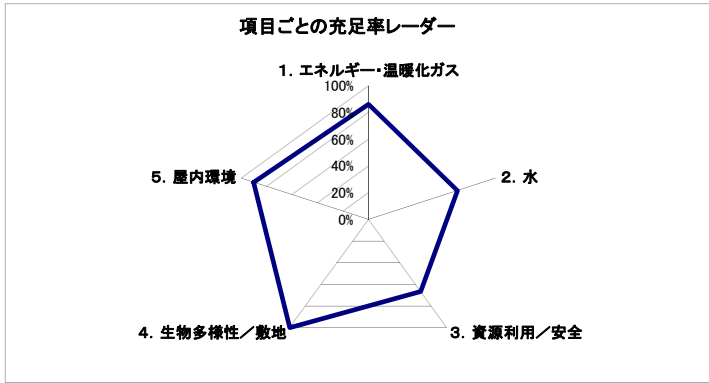 項目ごとの充足率レーダー
1. エネルギー・温暖化ガス
100%
80%
60%
40%
20%
0%
2. 水
3. 資源利用／安全
4. 生物多様性／敷地
5. 屋内環境